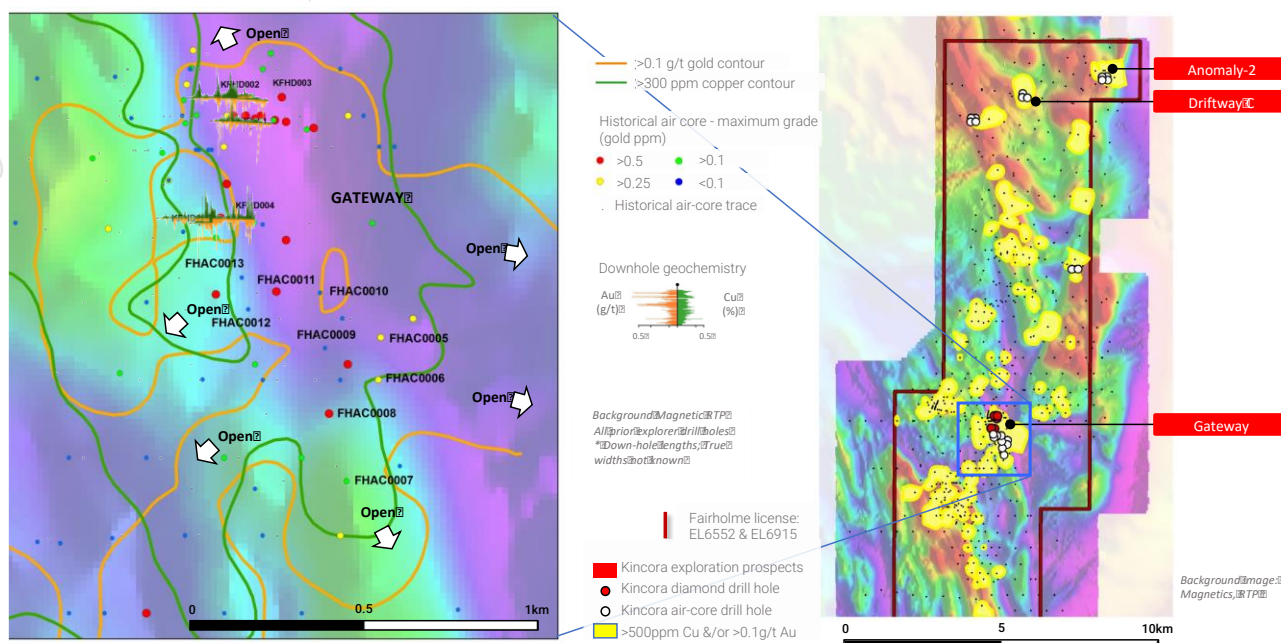 Open
KFHD002
KFHD003
GATEWAY
KFHD004
Open
FHAC0013
FHAC0011
FHAC0010
Open
FHAC0012
FHAC0009
FHAC0005
FHAC0006
Open
FHAC0008
Open
FHAC0007
Open
0 0.5 1km
>0.1 g/t gold contour
>300 ppm copper contour
Historical air core - maximum grade
(gold ppm)
>0.5 >0.1
>0.25 <0.1
Historical air-core trace
Downhole geochemistry
Au Cu
(g/t) (%)
0.5 0.5
Background Magnetic RTP
All prior explorer drill holes
* Down-hole lengths; True
widths not known
Fairholme license:
EL6552 & EL6915
Kincora exploration prospects
Kincora diamond drill hole
Kincora air-core drill hole
>500ppm Cu &/or >0.1g/t Au
Anomaly-2
Driftway C
Gateway
Background image:
Magnetics, RTP
0 5 10km